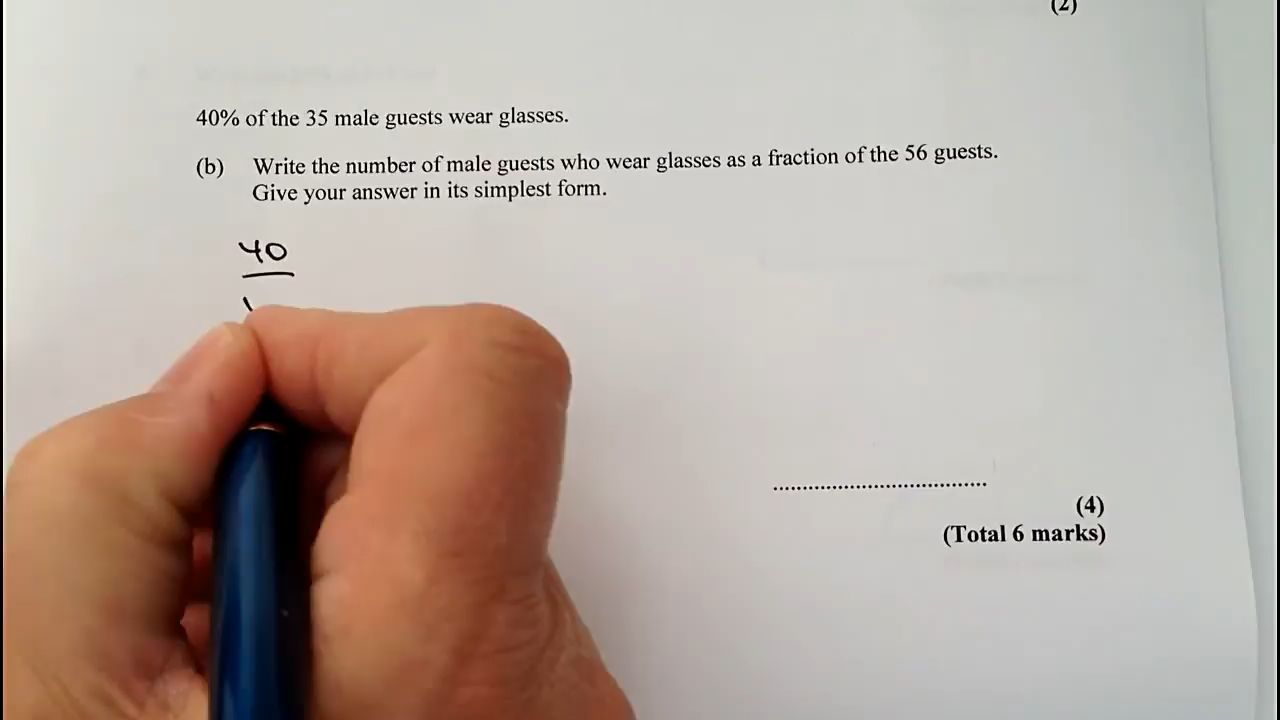 (2)
40% of the 35 male guests wear glasses.
(b) Write the number of male guests who wear glasses as a fraction of the 56 guests.
Give your answer in its simplest form.
40
(4)
(Total 6 marks)